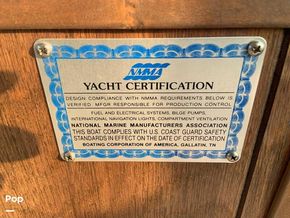 NMMA
YACHT CERTIFICATION
DESIGN COMPLIANCE WITH NMMA REQUIREMENTS BELOW IS
VERIFIED. MFGR RESPONSIBLE FOR PRODUCTION CONTROL
FUEL AND ELECTRICAL SYSTEMS, BILGE PUMPS,
INTERNATIONAL NAVIGATION LIGHTS, COMPARTMENT VENTILATION
NATIONAL MARINE MANUFACTURERS ASSOCIATION
THIS BOAT COMPLIES WITH U.S. COAST GUARD SAFETY
STANDARDS IN EFFECT ON THE DATE OF CERTIFICATION
BOATING CORPORATION OF AMERICA, GALLATIN, TN
Pop